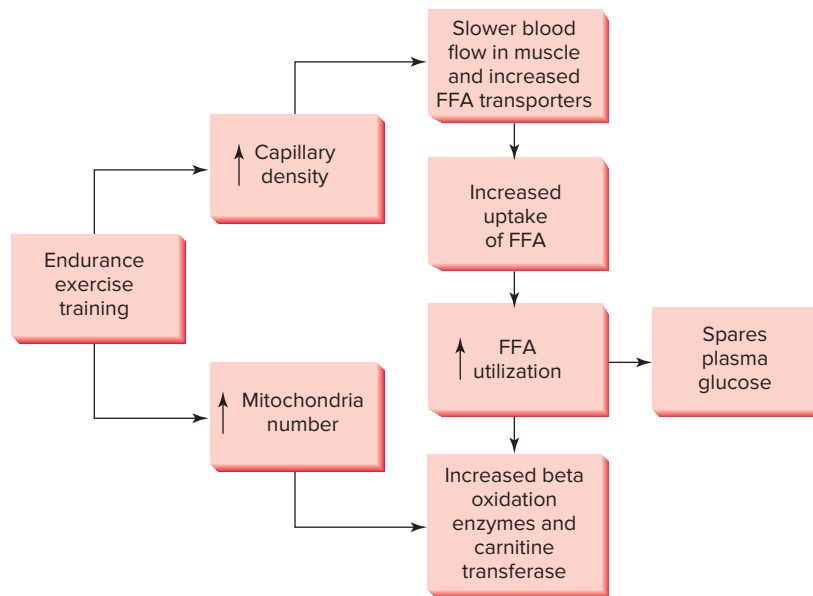 Slower blood
flow in muscle
and increased
FFA transporters
Capillary
density
Increased
uptake
of FFA
Endurance
exercise
training
FFA
utilization
Spares
plasma
glucose
Mitochondria
number
Increased beta
oxidation
enzymes and
carnitine
transferase